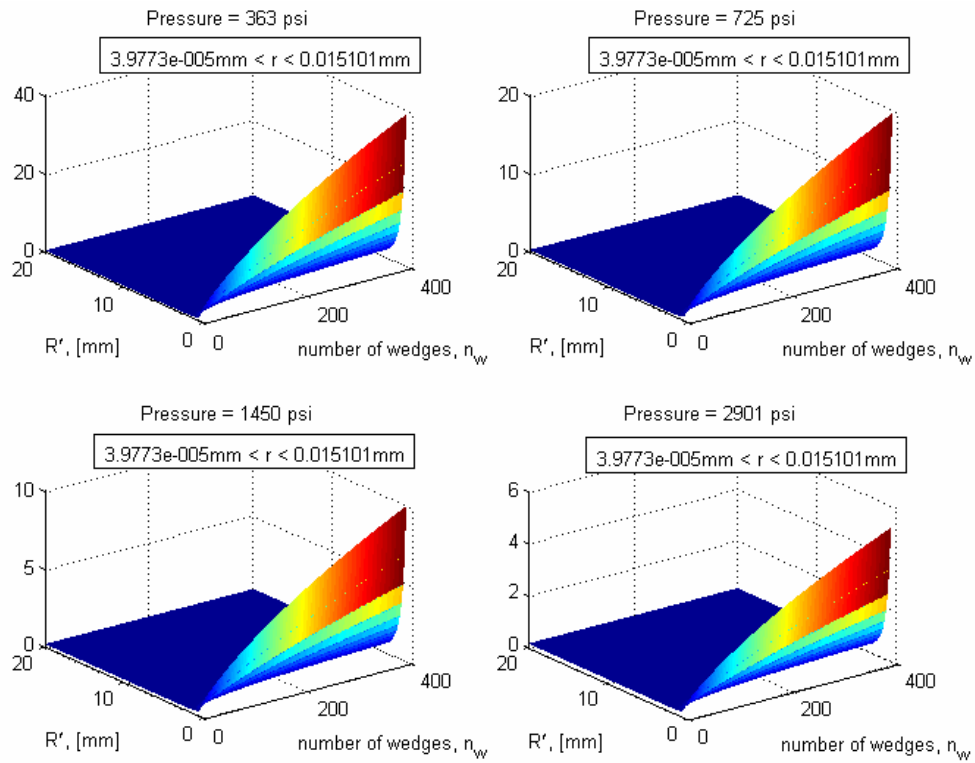 Pressure = 363 psi
3.9773e-005mm < r < 0.015101mm
40
20
0
20
10
0
0
200
400
R', [mm]
number of wedges, n_w
Pressure = 725 psi
3.9773e-005mm < r < 0.015101mm
20
10
0
20
10
0
0
200
400
R', [mm]
number of wedges, n_w
Pressure = 1450 psi
3.9773e-005mm < r < 0.015101mm
10
5
0
20
10
0
0
200
400
R', [mm]
number of wedges, n_w
Pressure = 2901 psi
3.9773e-005mm < r < 0.015101mm
6
4
2
0
20
10
0
0
200
400
R', [mm]
number of wedges, n_w